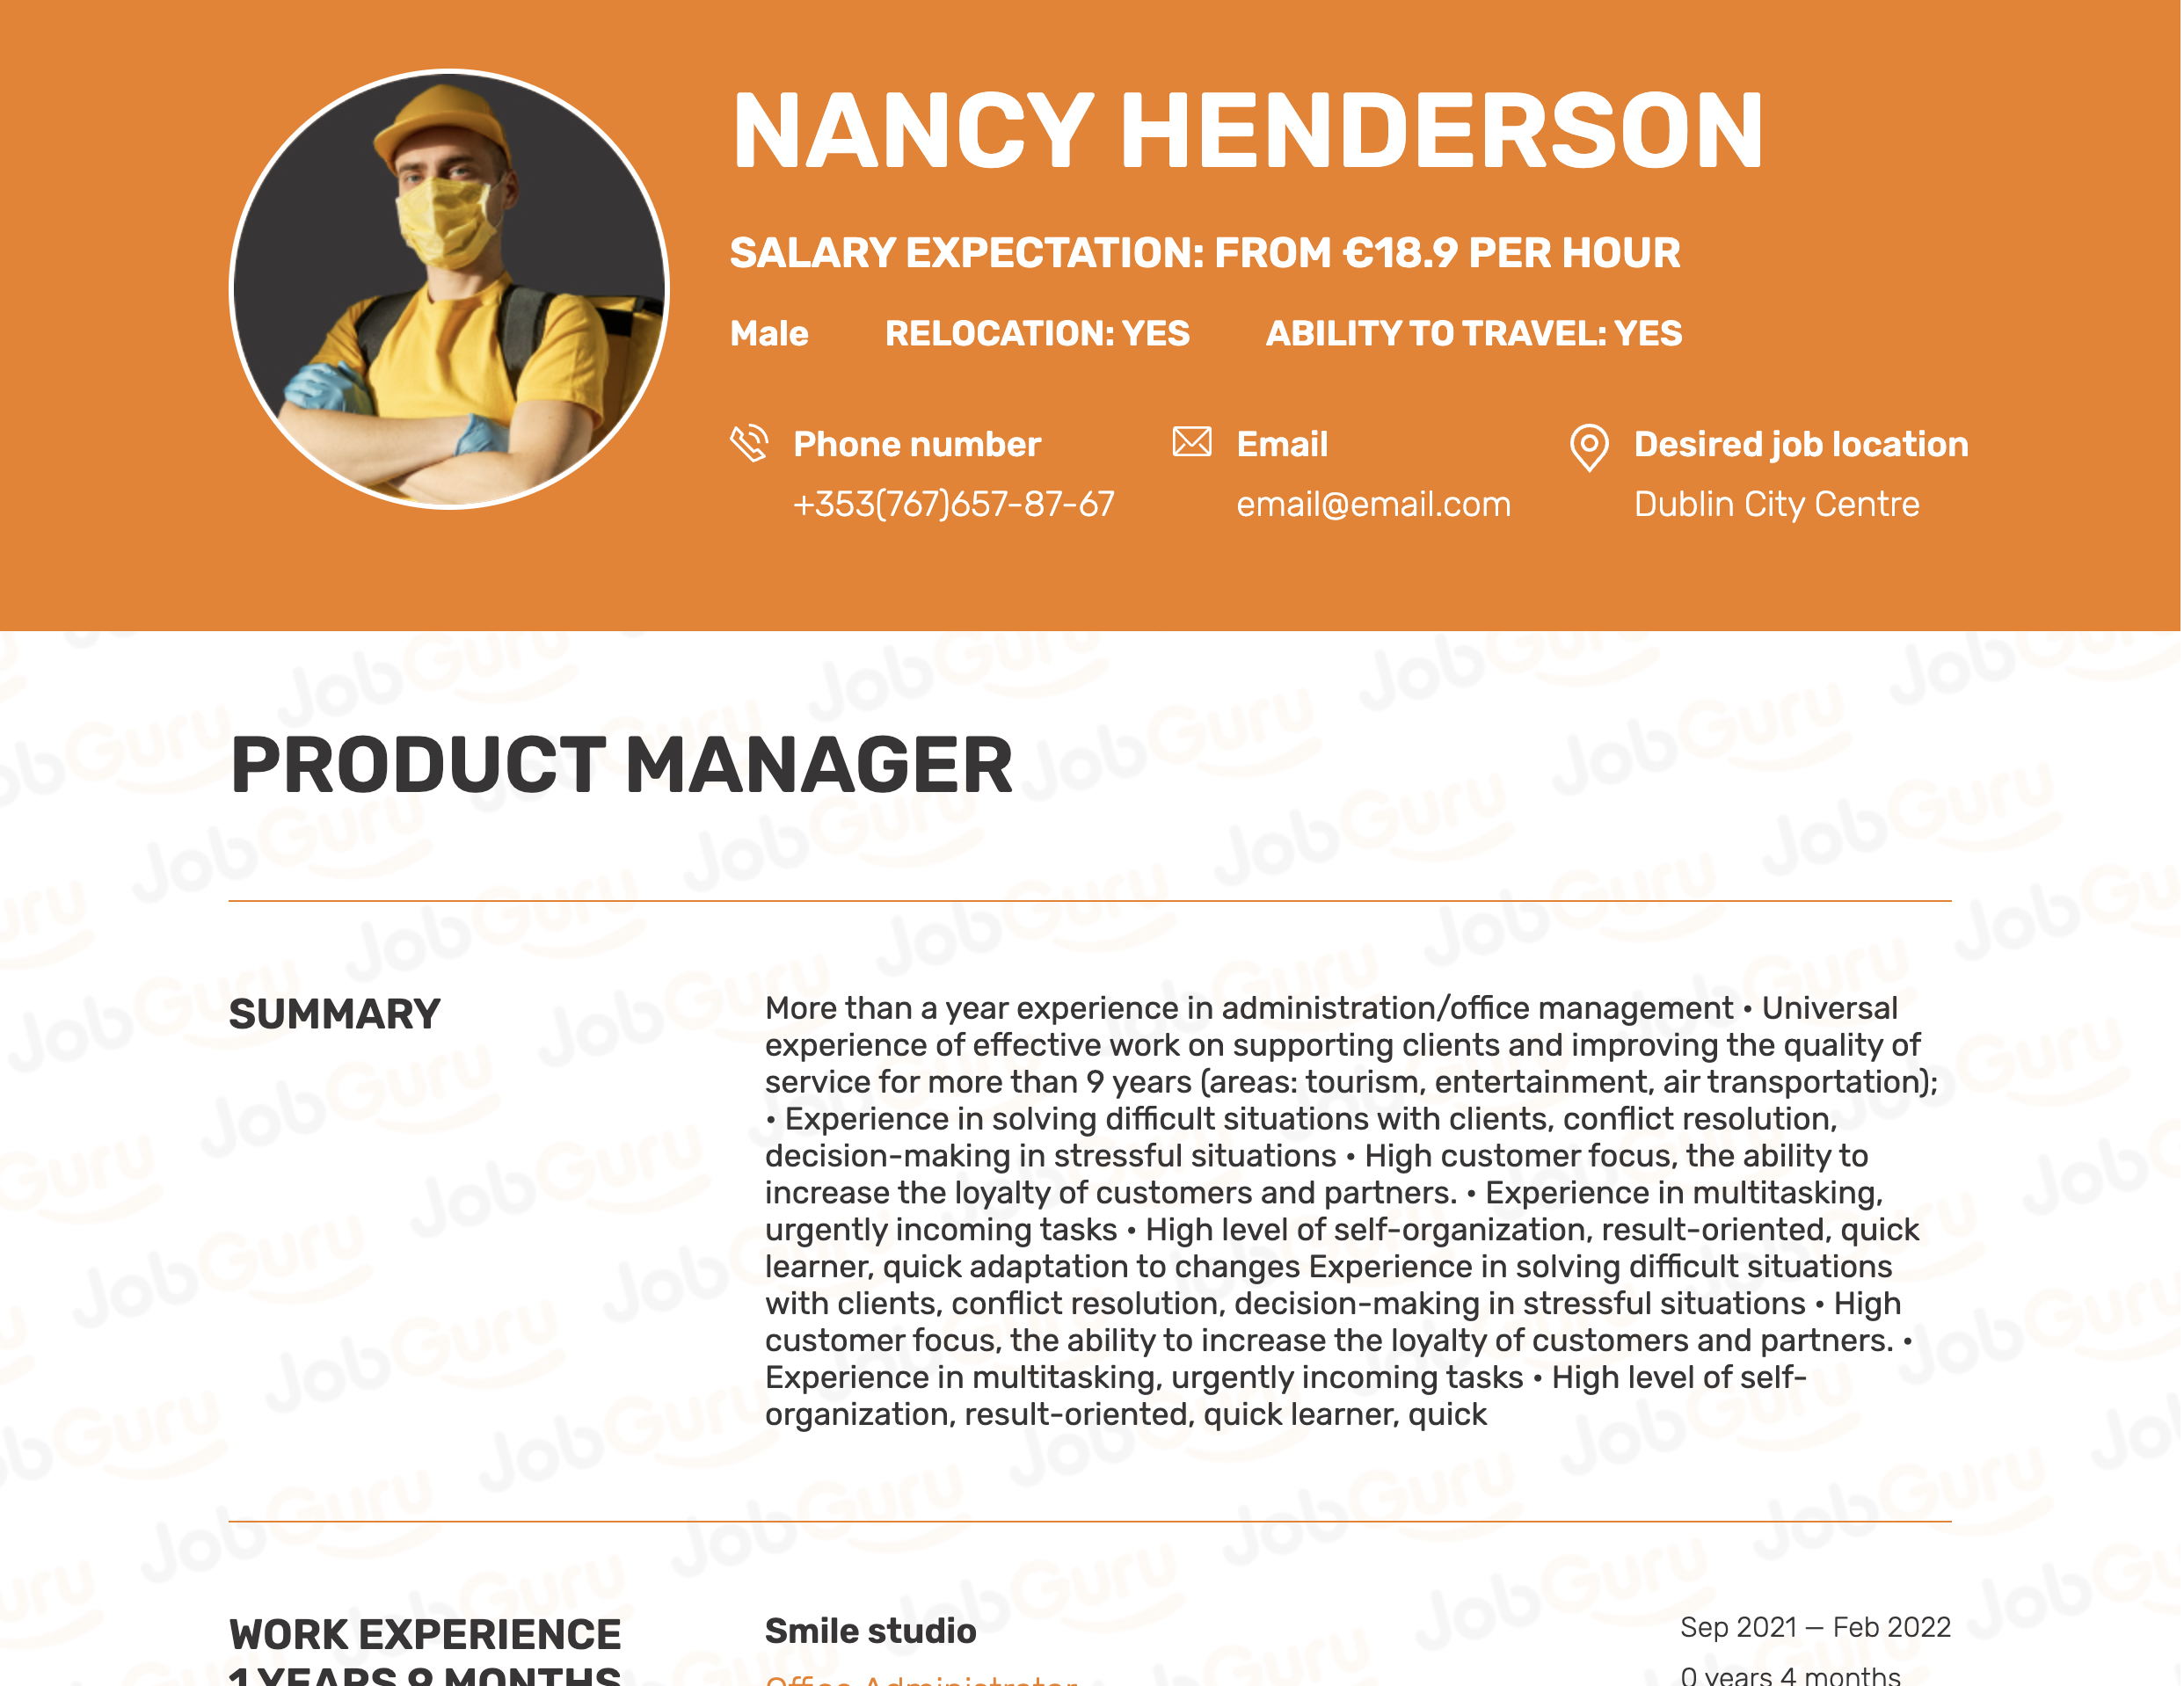 NANCY HENDERSON
SALARY EXPECTATION: FROM €18.9 PER HOUR
Male RELOCATION: YES ABILITY TO TRAVEL: YES
Phone number Email Desired job location
+353(767)657-87-67 email@email.com Dublin City Centre
PRODUCT MANAGER
SUMMARY
More than a year experience in administration/office management • Universal
experience of effective work on supporting clients and improving the quality of
service for more than 9 years (areas: tourism, entertainment, air transportation);
• Experience in solving difficult situations with clients, conflict resolution,
decision-making in stressful situations • High customer focus, the ability to
increase the loyalty of customers and partners. • Experience in multitasking,
urgently incoming tasks • High level of self-organization, result-oriented, quick
learner, quick adaptation to changes Experience in solving difficult situations
with clients, conflict resolution, decision-making in stressful situations • High
customer focus, the ability to increase the loyalty of customers and partners. •
Experience in multitasking, urgently incoming tasks • High level of self-
organization, result-oriented, quick learner, quick
WORK EXPERIENCE
1 YEARS 9 MONTHS
Smile studio
Office Administrator
Sep 2021 – Feb 2022
0 years 4 months
JobGuru